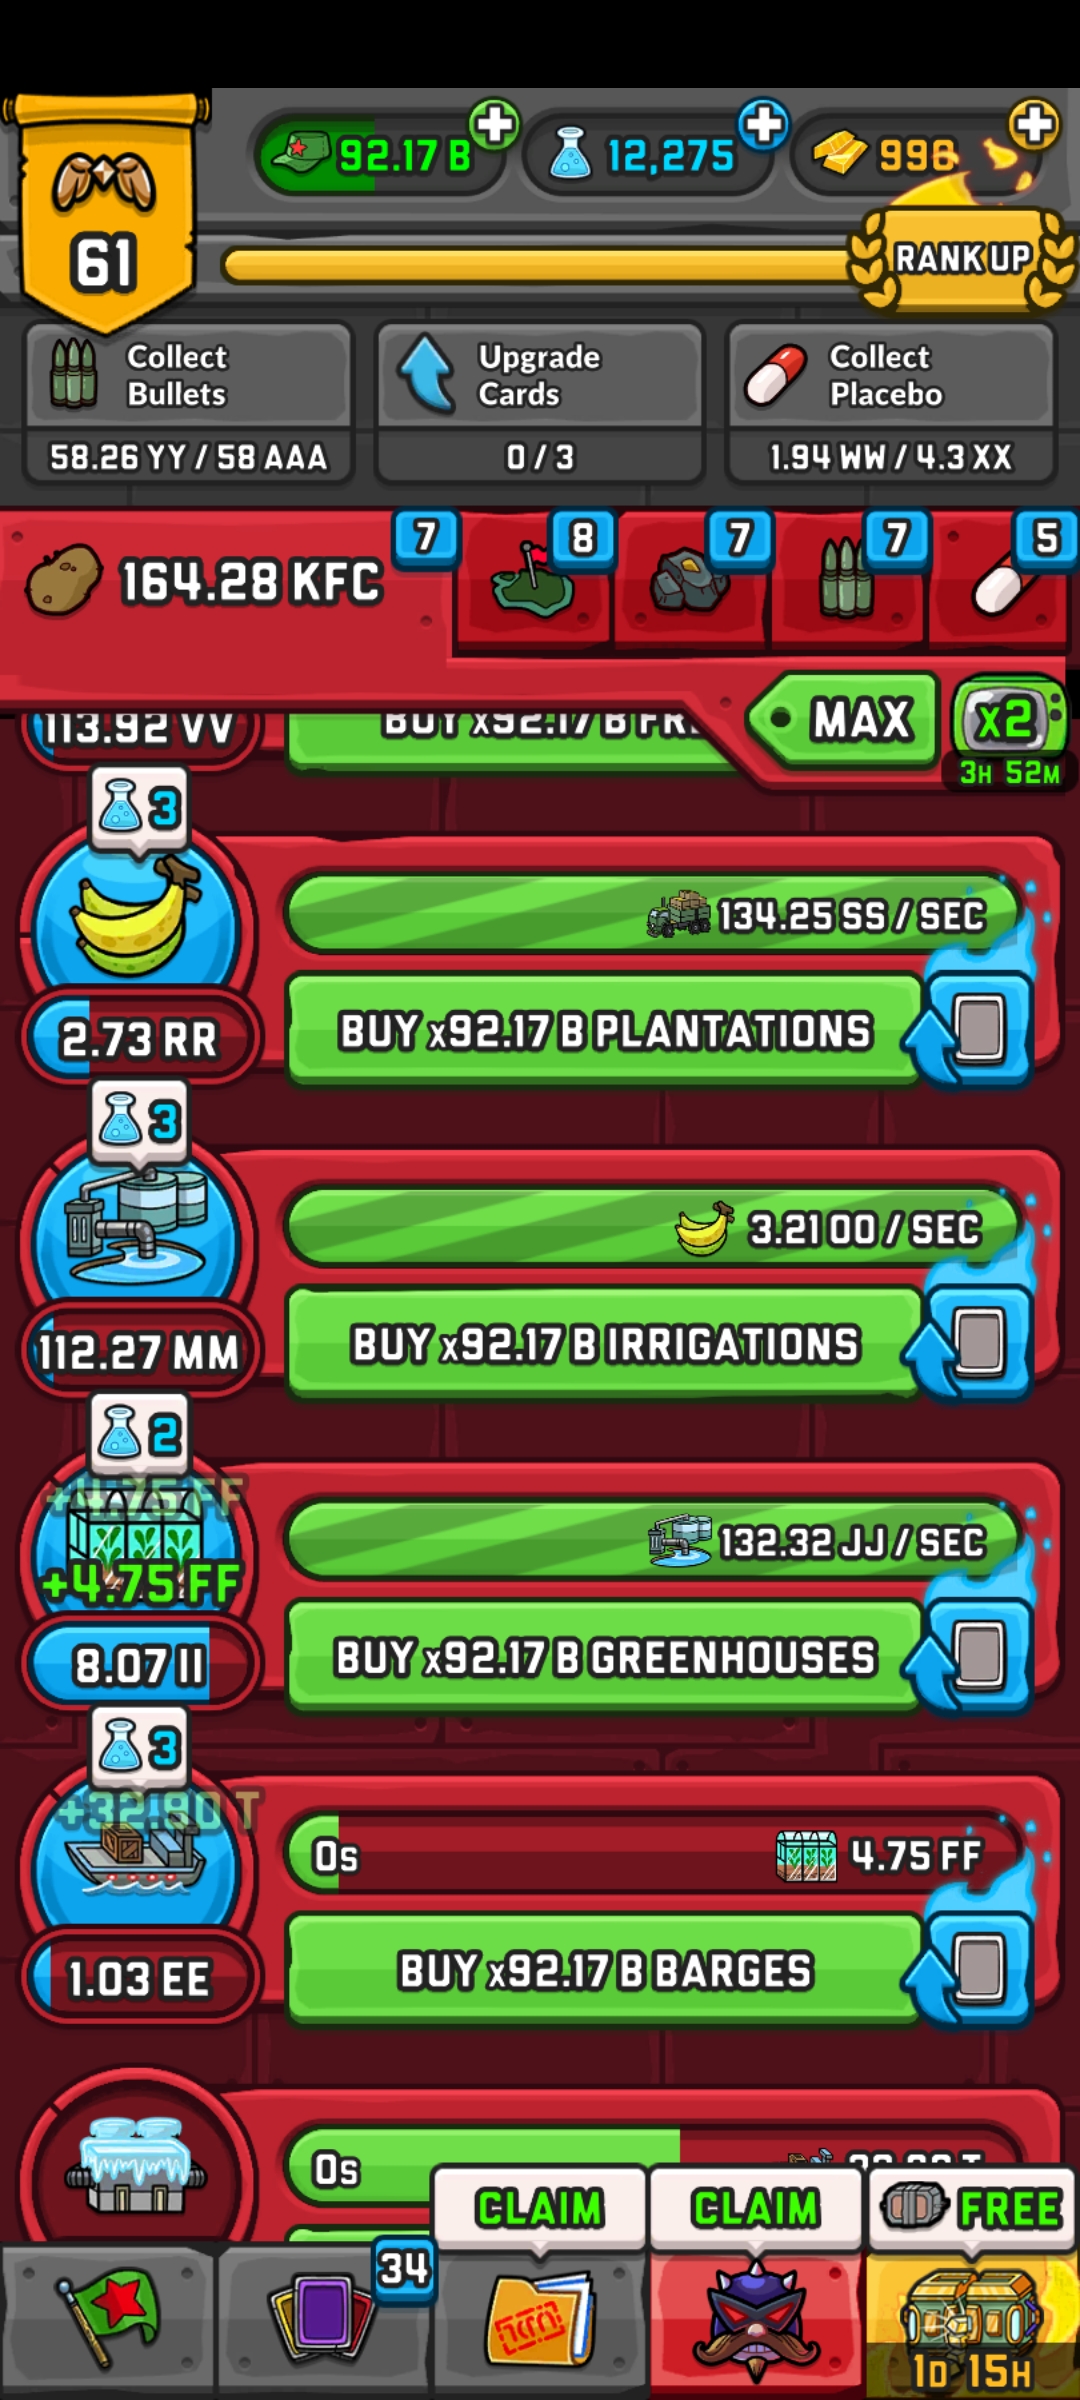 92.17 B
12,275
998
61
RANK UP
Collect
Bullets
58.26 YY / 58 AAA
Upgrade
Cards
0 / 3
Collect
Placebo
1.94 WW / 4.3 XX
164.28 KFC
7
8
7
7
5
113.92 VV
BUY x92.17 B FR
MAX
x2
3H 52M
3
134.25 SS / SEC
2.73 RR
BUY x92.17 B PLANTATIONS
3
3.21 OO / SEC
112.27 MM
BUY x92.17 B IRRIGATIONS
2
+4.75 FF
+4.75 FF
132.32 JJ / SEC
8.07 II
BUY x92.17 B GREENHOUSES
3
+32.80 T
0s
4.75 FF
1.03 EE
BUY x92.17 B BARGES
0s
CLAIM
CLAIM
FREE
34
1D 15H